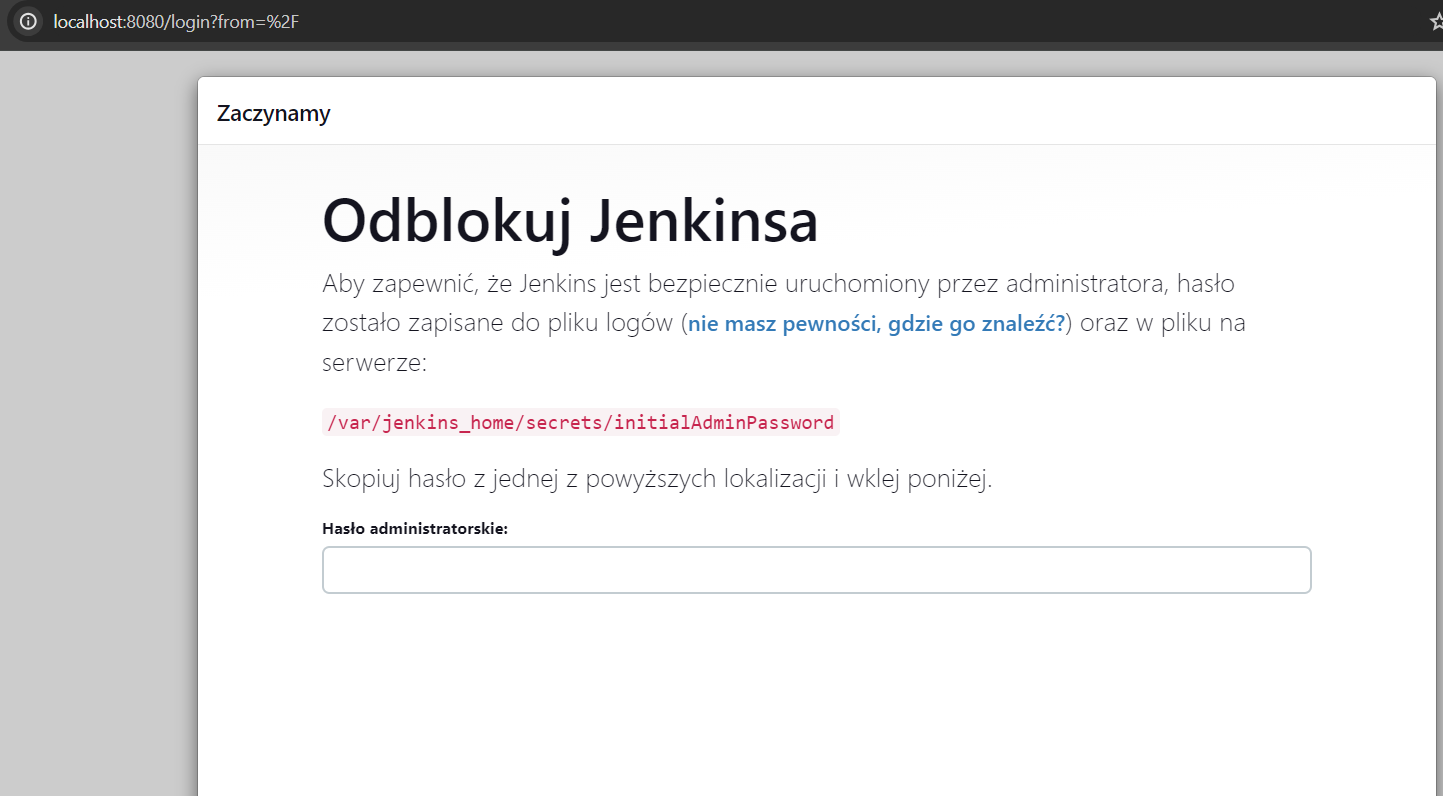 localhost:8080/login?from=%2F
Zaczynamy
Odblokuj Jenkinsa
Aby zapewnić, że Jenkins jest bezpiecznie uruchomiony przez administratora, hasło
zostało zapisane do pliku logów (nie masz pewności, gdzie go znaleźć?) oraz w pliku na
serwerze:
/var/jenkins_home/secrets/initialAdminPassword
Skopiuj hasło z jednej z powyższych lokalizacji i wklej poniżej.
Hasło administratorskie: